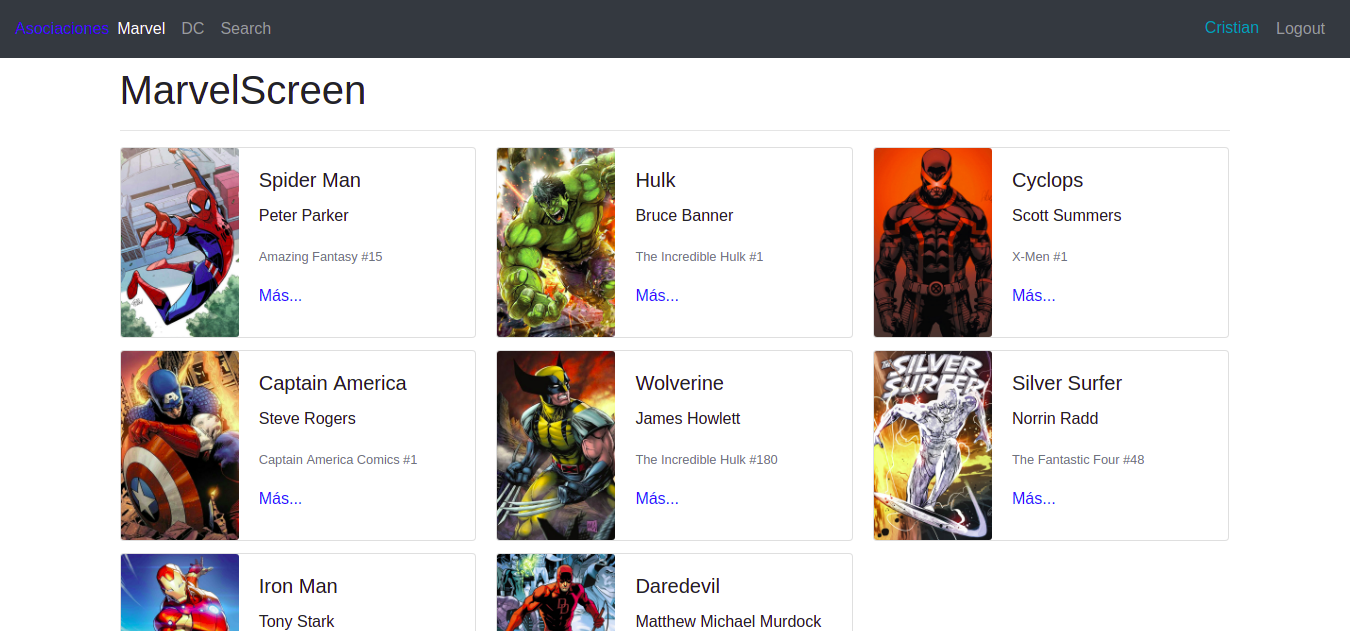 Asociaciones Marvel DC Search Cristian Logout
MarvelScreen
Spider Man
Peter Parker
Amazing Fantasy #15
Más...
Hulk
Bruce Banner
The Incredible Hulk #1
Más...
Cyclops
Scott Summers
X-Men #1
Más...
Captain America
Steve Rogers
Captain America Comics #1
Más...
Wolverine
James Howlett
The Incredible Hulk #180
Más...
THE SILVER
SURFER
Silver Surfer
Norrin Radd
The Fantastic Four #48
Más...
Iron Man
Tony Stark
Daredevil
Matthew Michael Murdock